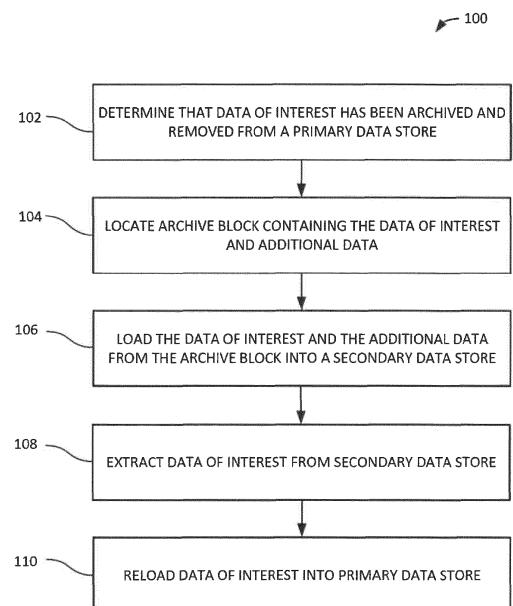 100
102
DETERMINE THAT DATA OF INTEREST HAS BEEN ARCHIVED AND
REMOVED FROM A PRIMARY DATA STORE
104
LOCATE ARCHIVE BLOCK CONTAINING THE DATA OF INTEREST
AND ADDITIONAL DATA
106
LOAD THE DATA OF INTEREST AND THE ADDITIONAL DATA
FROM THE ARCHIVE BLOCK INTO A SECONDARY DATA STORE
108
EXTRACT DATA OF INTEREST FROM SECONDARY DATA STORE
110
RELOAD DATA OF INTEREST INTO PRIMARY DATA STORE